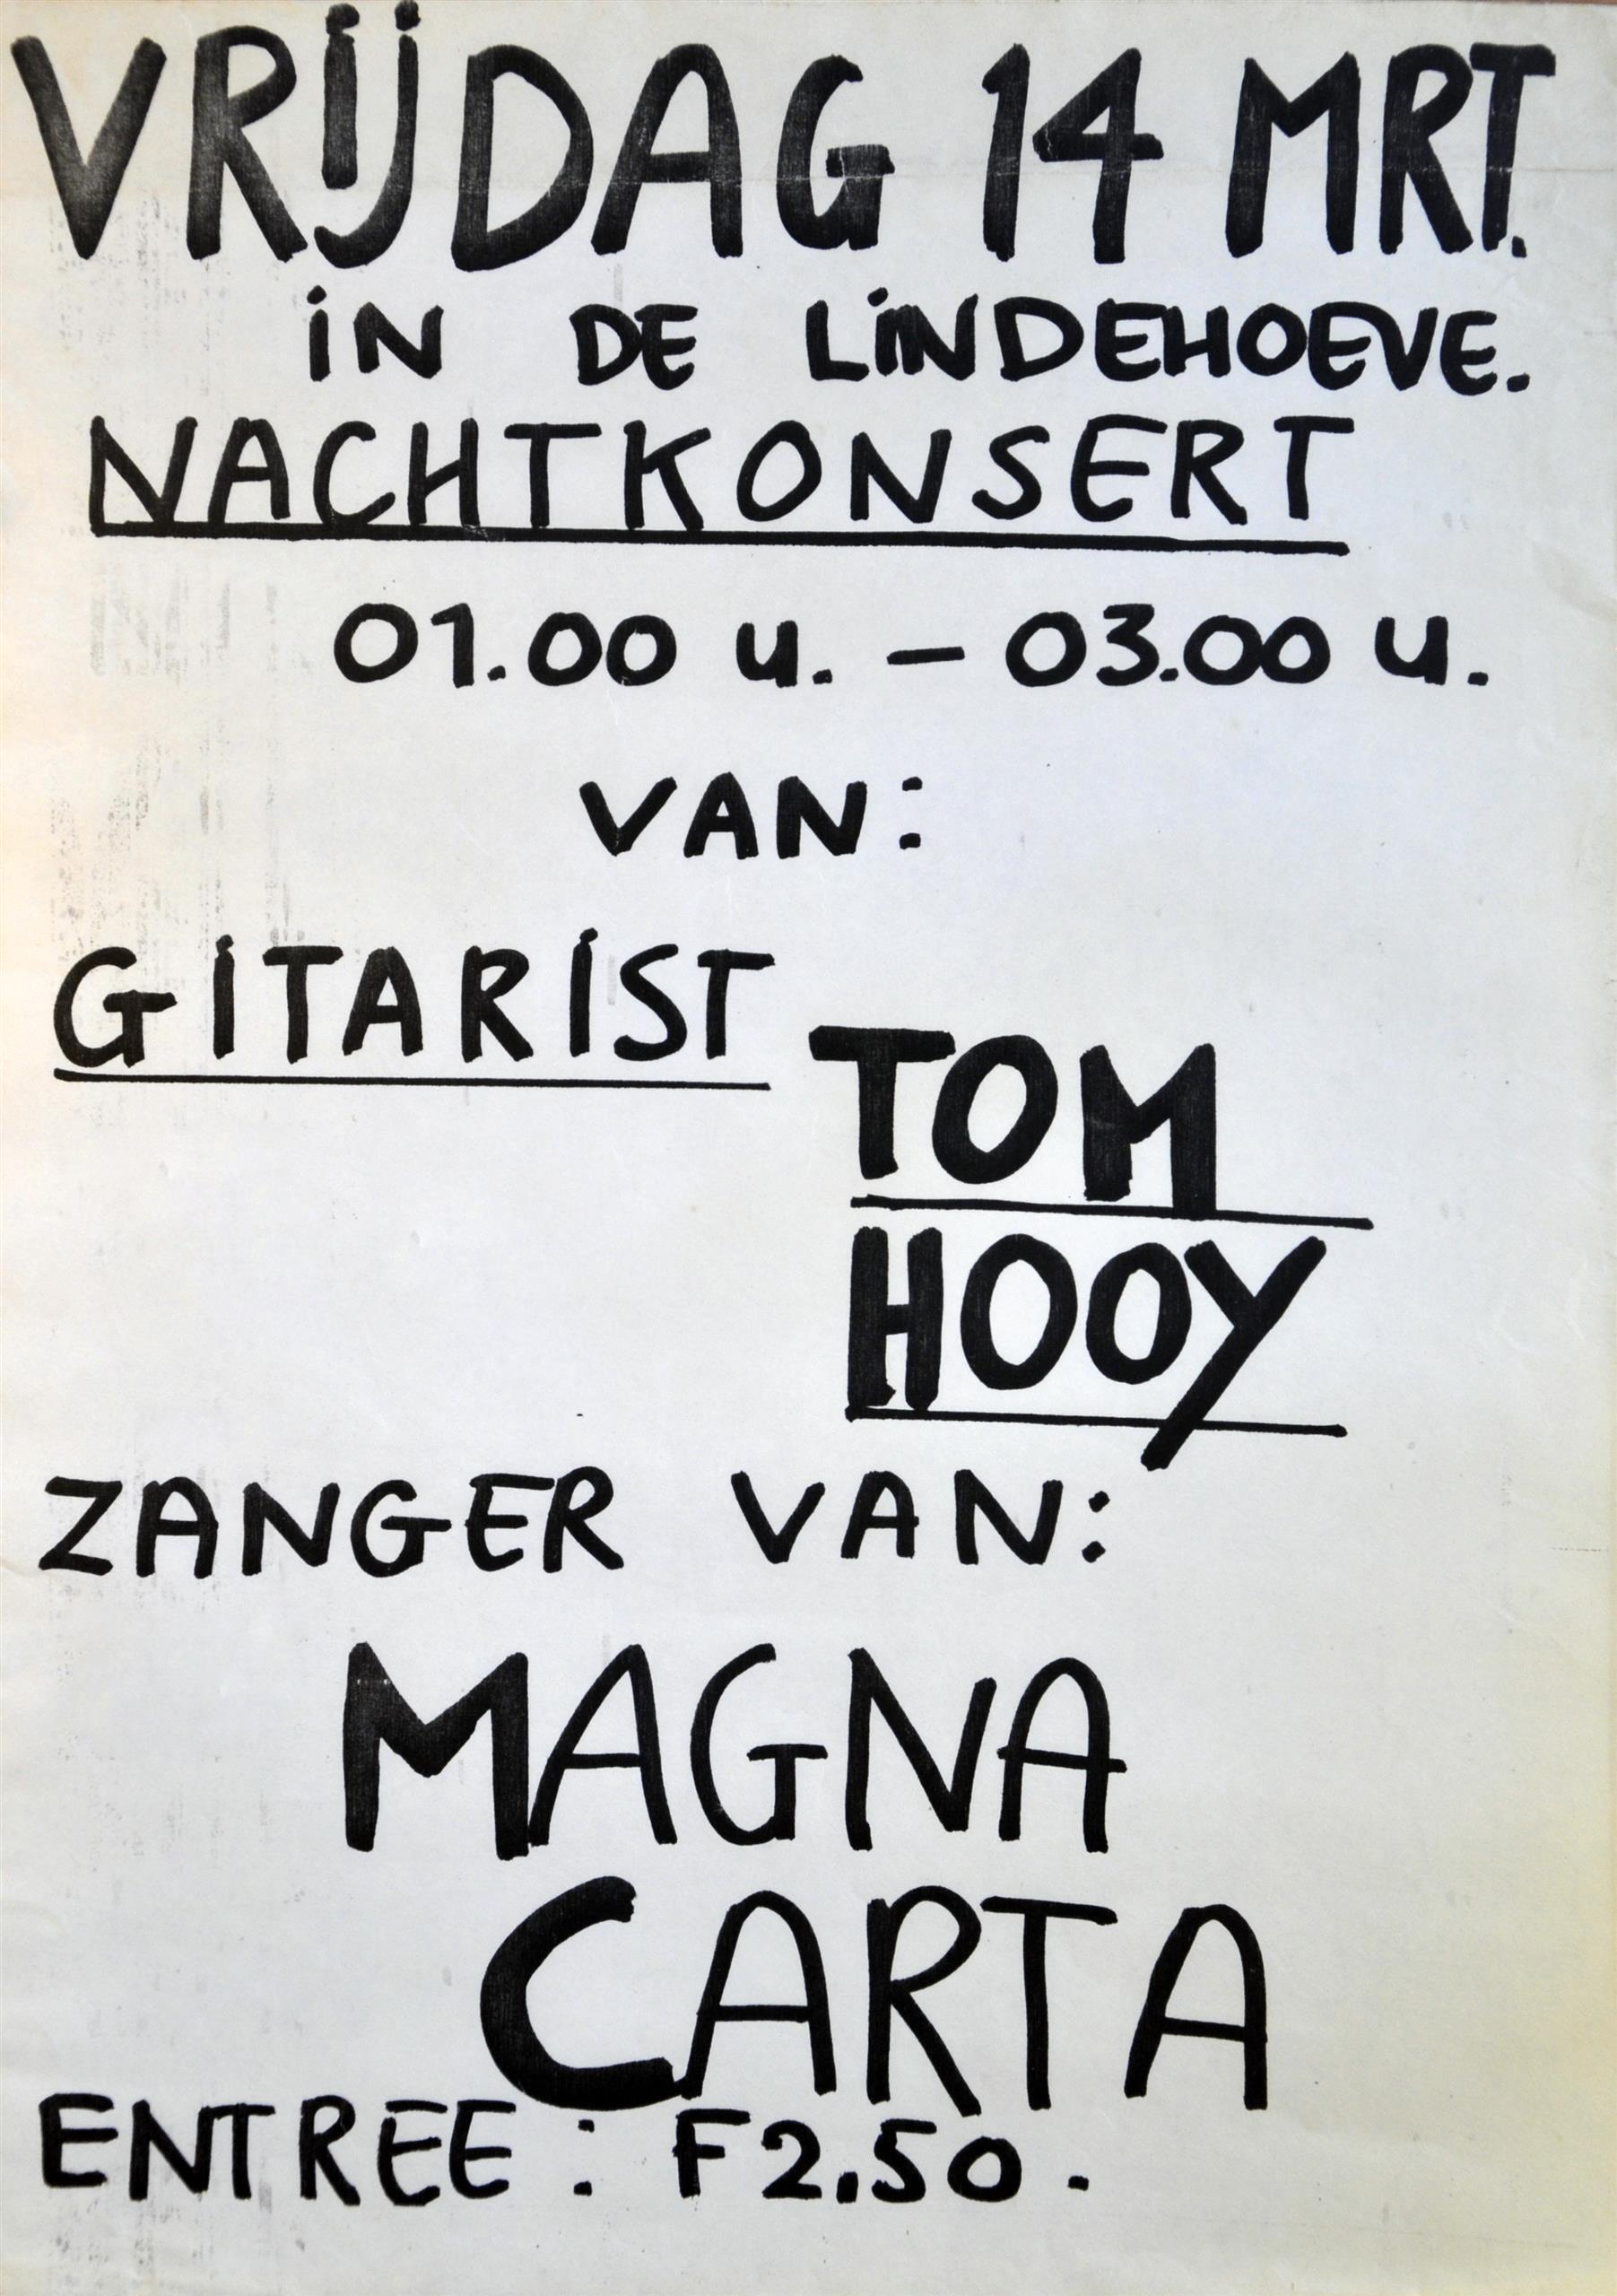 VRIJDAG 14 MRT.
IN DE LINDEHOEVE.
NACHTKONSERT
01.00 u. – 03.00 u.
VAN:
GITARIST
TOM
HOOY
ZANGER VAN:
MAGNA
CARTA
ENTREE : F2.50.